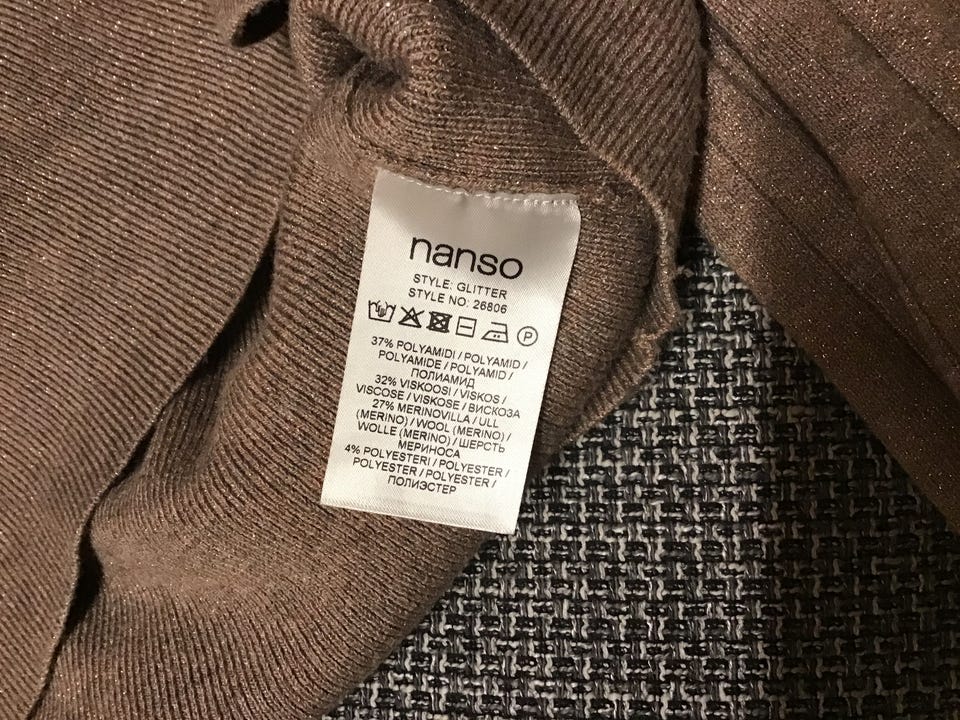 nanso
STYLE: GLITTER
STYLE NO: 26806
P
37% POLYAMIDI / POLYAMID /
POLYAMIDE / POLYAMID /
ПОЛИАМИД
32% VISKOOSI / VISKOS /
VISCOSE / VISKOSE / ВИСКОЗА
27% MERINOVILLA / ULL
(MERINO) / WOOL (MERINO) /
WOLLE (MERINO) / ШЕРСТЬ
МЕРИНОСА
4% POLYESTERI / POLYESTER /
POLYESTER / POLYESTER /
ПОЛИЭСТЕР